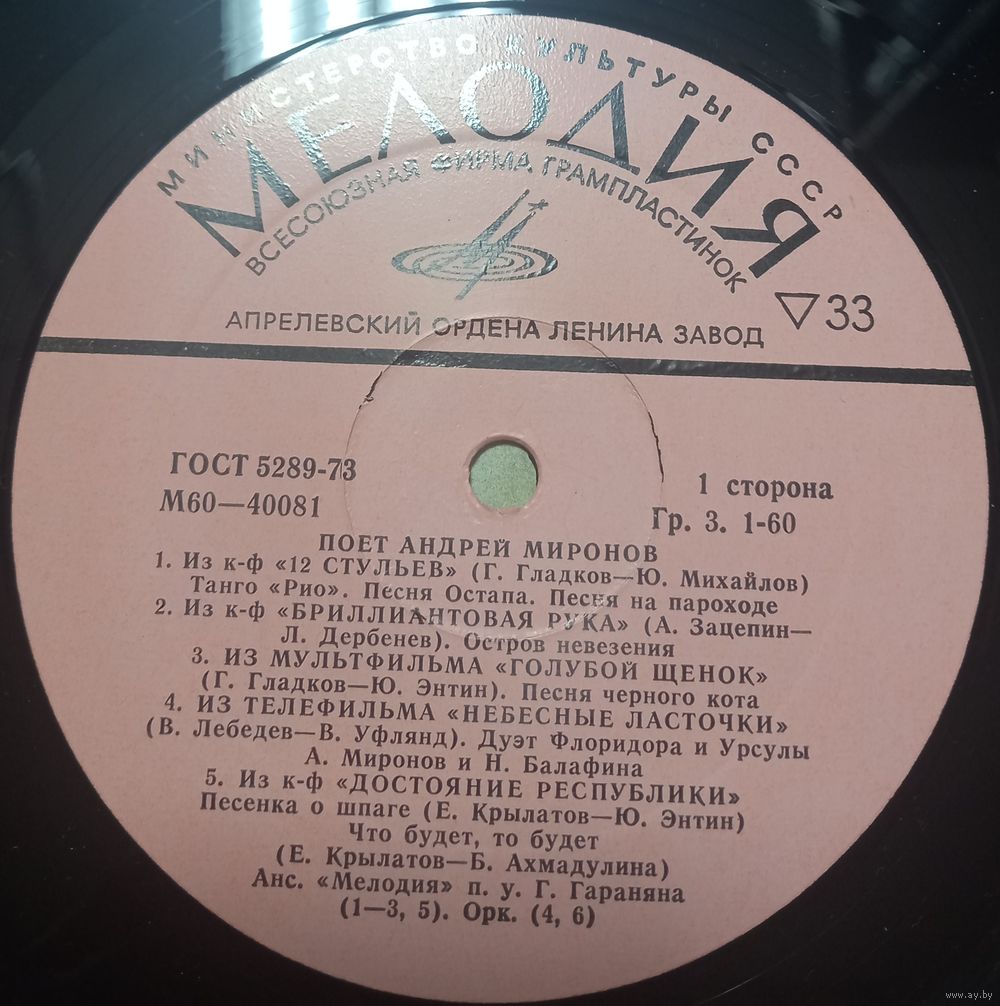 МИНИСТЕРСТВО КУЛЬТУРЫ СССР
МЕЛОДИЯ
ВСЕСОЮЗНАЯ ФИРМА ГРАМПЛАСТИНОК
АПРЕЛЕВСКИЙ ОРДЕНА ЛЕНИНА ЗАВОД
▽33
ГОСТ 5289-73
1 сторона
М60—40081
Гр. 3. 1-60
ПОЕТ АНДРЕЙ МИРОНОВ
1. Из к-ф «12 СТУЛЬЕВ» (Г. Гладков—Ю. Михайлов)
Танго «Рио». Песня Остапа. Песня на пароходе
2. Из к-ф «БРИЛЛИАНТОВАЯ РУКА» (А. Зацепин—
Л. Дербенев). Остров невезения
3. ИЗ МУЛЬТФИЛЬМА «ГОЛУБОЙ ЩЕНОК»
(Г. Гладков—Ю. Энтин). Песня черного кота
4. ИЗ ТЕЛЕФИЛЬМА «НЕБЕСНЫЕ ЛАСТОЧКИ»
(В. Лебедев—В. Уфлянд). Дуэт Флоридора и Урсулы
А. Миронов и Н. Балафина
5. Из к-ф «ДОСТОЯНИЕ РЕСПУБЛИКИ»
Песенка о шпаге (Е. Крылатов—Ю. Энтин)
Что будет, то будет
(Е. Крылатов—Б. Ахмадулина)
Анс. «Мелодия» п. у. Г. Гараняна
(1—3, 5). Орк. (4, 6)
www.ay.by